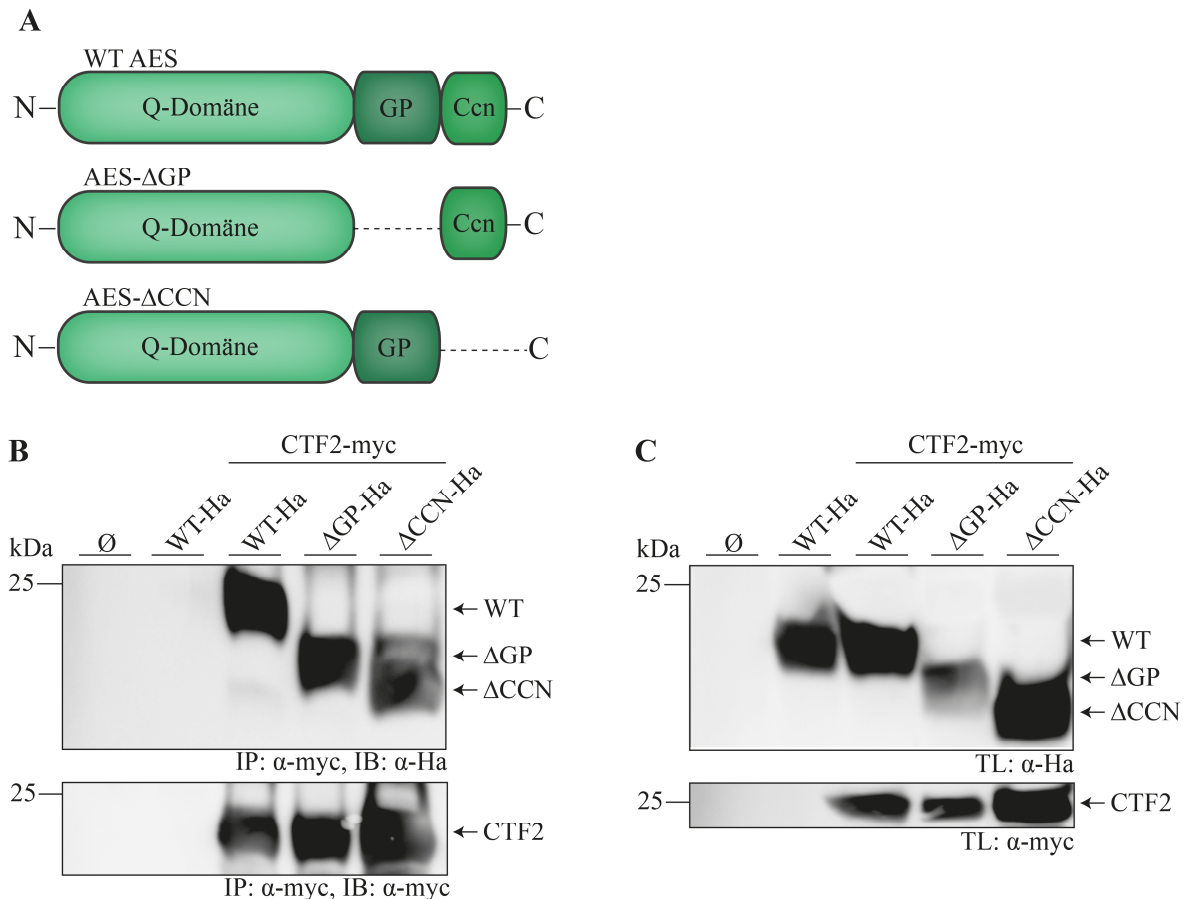 A
WT AES
N Q-Domäne GP Ccn C
AES-ΔGP
N Q-Domäne Ccn C
AES-ΔCCN
N Q-Domäne GP C
B
CTF2-myc
kDa Ø WT-Ha WT-Ha ΔGP-Ha ΔCCN-Ha
25
WT
ΔGP
ΔCCN
IP: α-myc, IB: α-Ha
25
CTF2
IP: α-myc, IB: α-myc
C
CTF2-myc
kDa Ø WT-Ha WT-Ha ΔGP-Ha ΔCCN-Ha
25
WT
ΔGP
ΔCCN
TL: α-Ha
25
CTF2
TL: α-myc